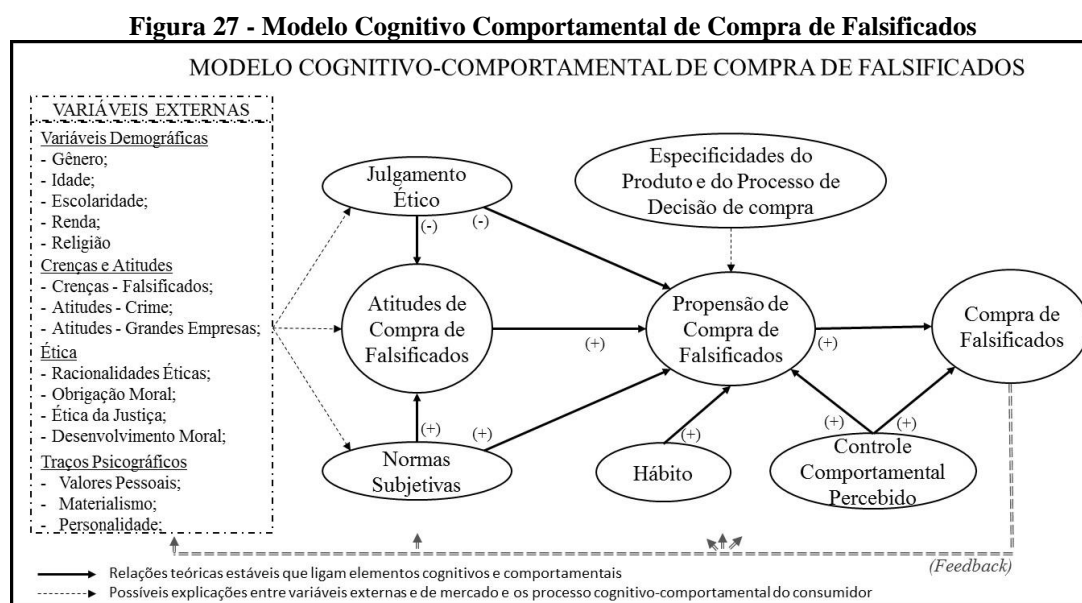 Figura 27 - Modelo Cognitivo Comportamental de Compra de Falsificados
MODELO COGNITIVO-COMPORTAMENTAL DE COMPRA DE FALSIFICADOS
VARIÁVEIS EXTERNAS
Variáveis Demográficas
- Gênero;
- Idade;
- Escolaridade;
- Renda;
- Religião
Crenças e Atitudes
- Crenças - Falsificados;
- Atitudes - Crime;
- Atitudes - Grandes Empresas;
Ética
- Racionalidades Éticas;
- Obrigação Moral;
- Ética da Justiça;
- Desenvolvimento Moral;
Traços Psicográficos
- Valores Pessoais;
- Materialismo;
- Personalidade;
Julgamento
Ético
(-)
(-)
Especificidades do
Produto e do Processo de
Decisão de compra
Atitudes de
Compra de
Falsificados
(+)
Propensão de
Compra de
Falsificados
(+)
Compra de
Falsificados
(+)
(+)
Normas
Subjetivas
(+)
Hábito
(+)
(+)
Controle
Comportamental
Percebido
(Feedback)
Relações teóricas estáveis que ligam elementos cognitivos e comportamentais
Possíveis explicações entre variáveis externas e de mercado e os processo cognitivo-comportamental do consumidor